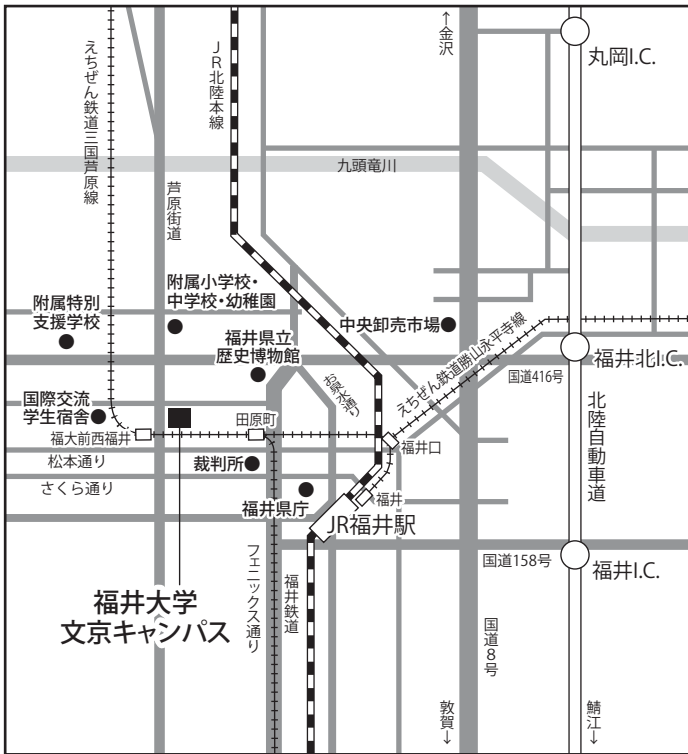 ↑金沢
丸岡I.C.
えちぜん鉄道三国芦原線
JR北陸本線
九頭竜川
芦原街道
附属小学校・
中学校・幼稚園
附属特別
支援学校
福井県立
歴史博物館
中央卸売市場
えちぜん鉄道勝山永平寺線
お泉水通り
国道416号
福井北I.C.
北陸自動車道
国際交流
学生宿舎
田原町
福大前西福井
福井口
松本通り
裁判所
さくら通り
福井県庁
福井
JR福井駅
国道158号
福井I.C.
フェニックス通り
福井鉄道
福井大学
文京キャンパス
国道8号
敦賀↓
鯖江↓